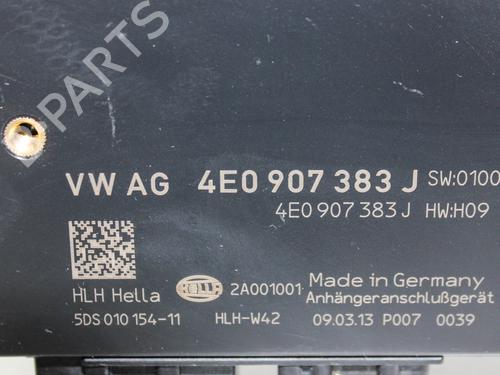 VW AG 4E0 907 383 J SW:0100
4E0 907 383 J HW:H09
HLH Hella HELLA 2A001001 Made in Germany
Anhängeranschlußgerät
5DS 010 154-11 HLH-W42 09.03.13 P007 0039